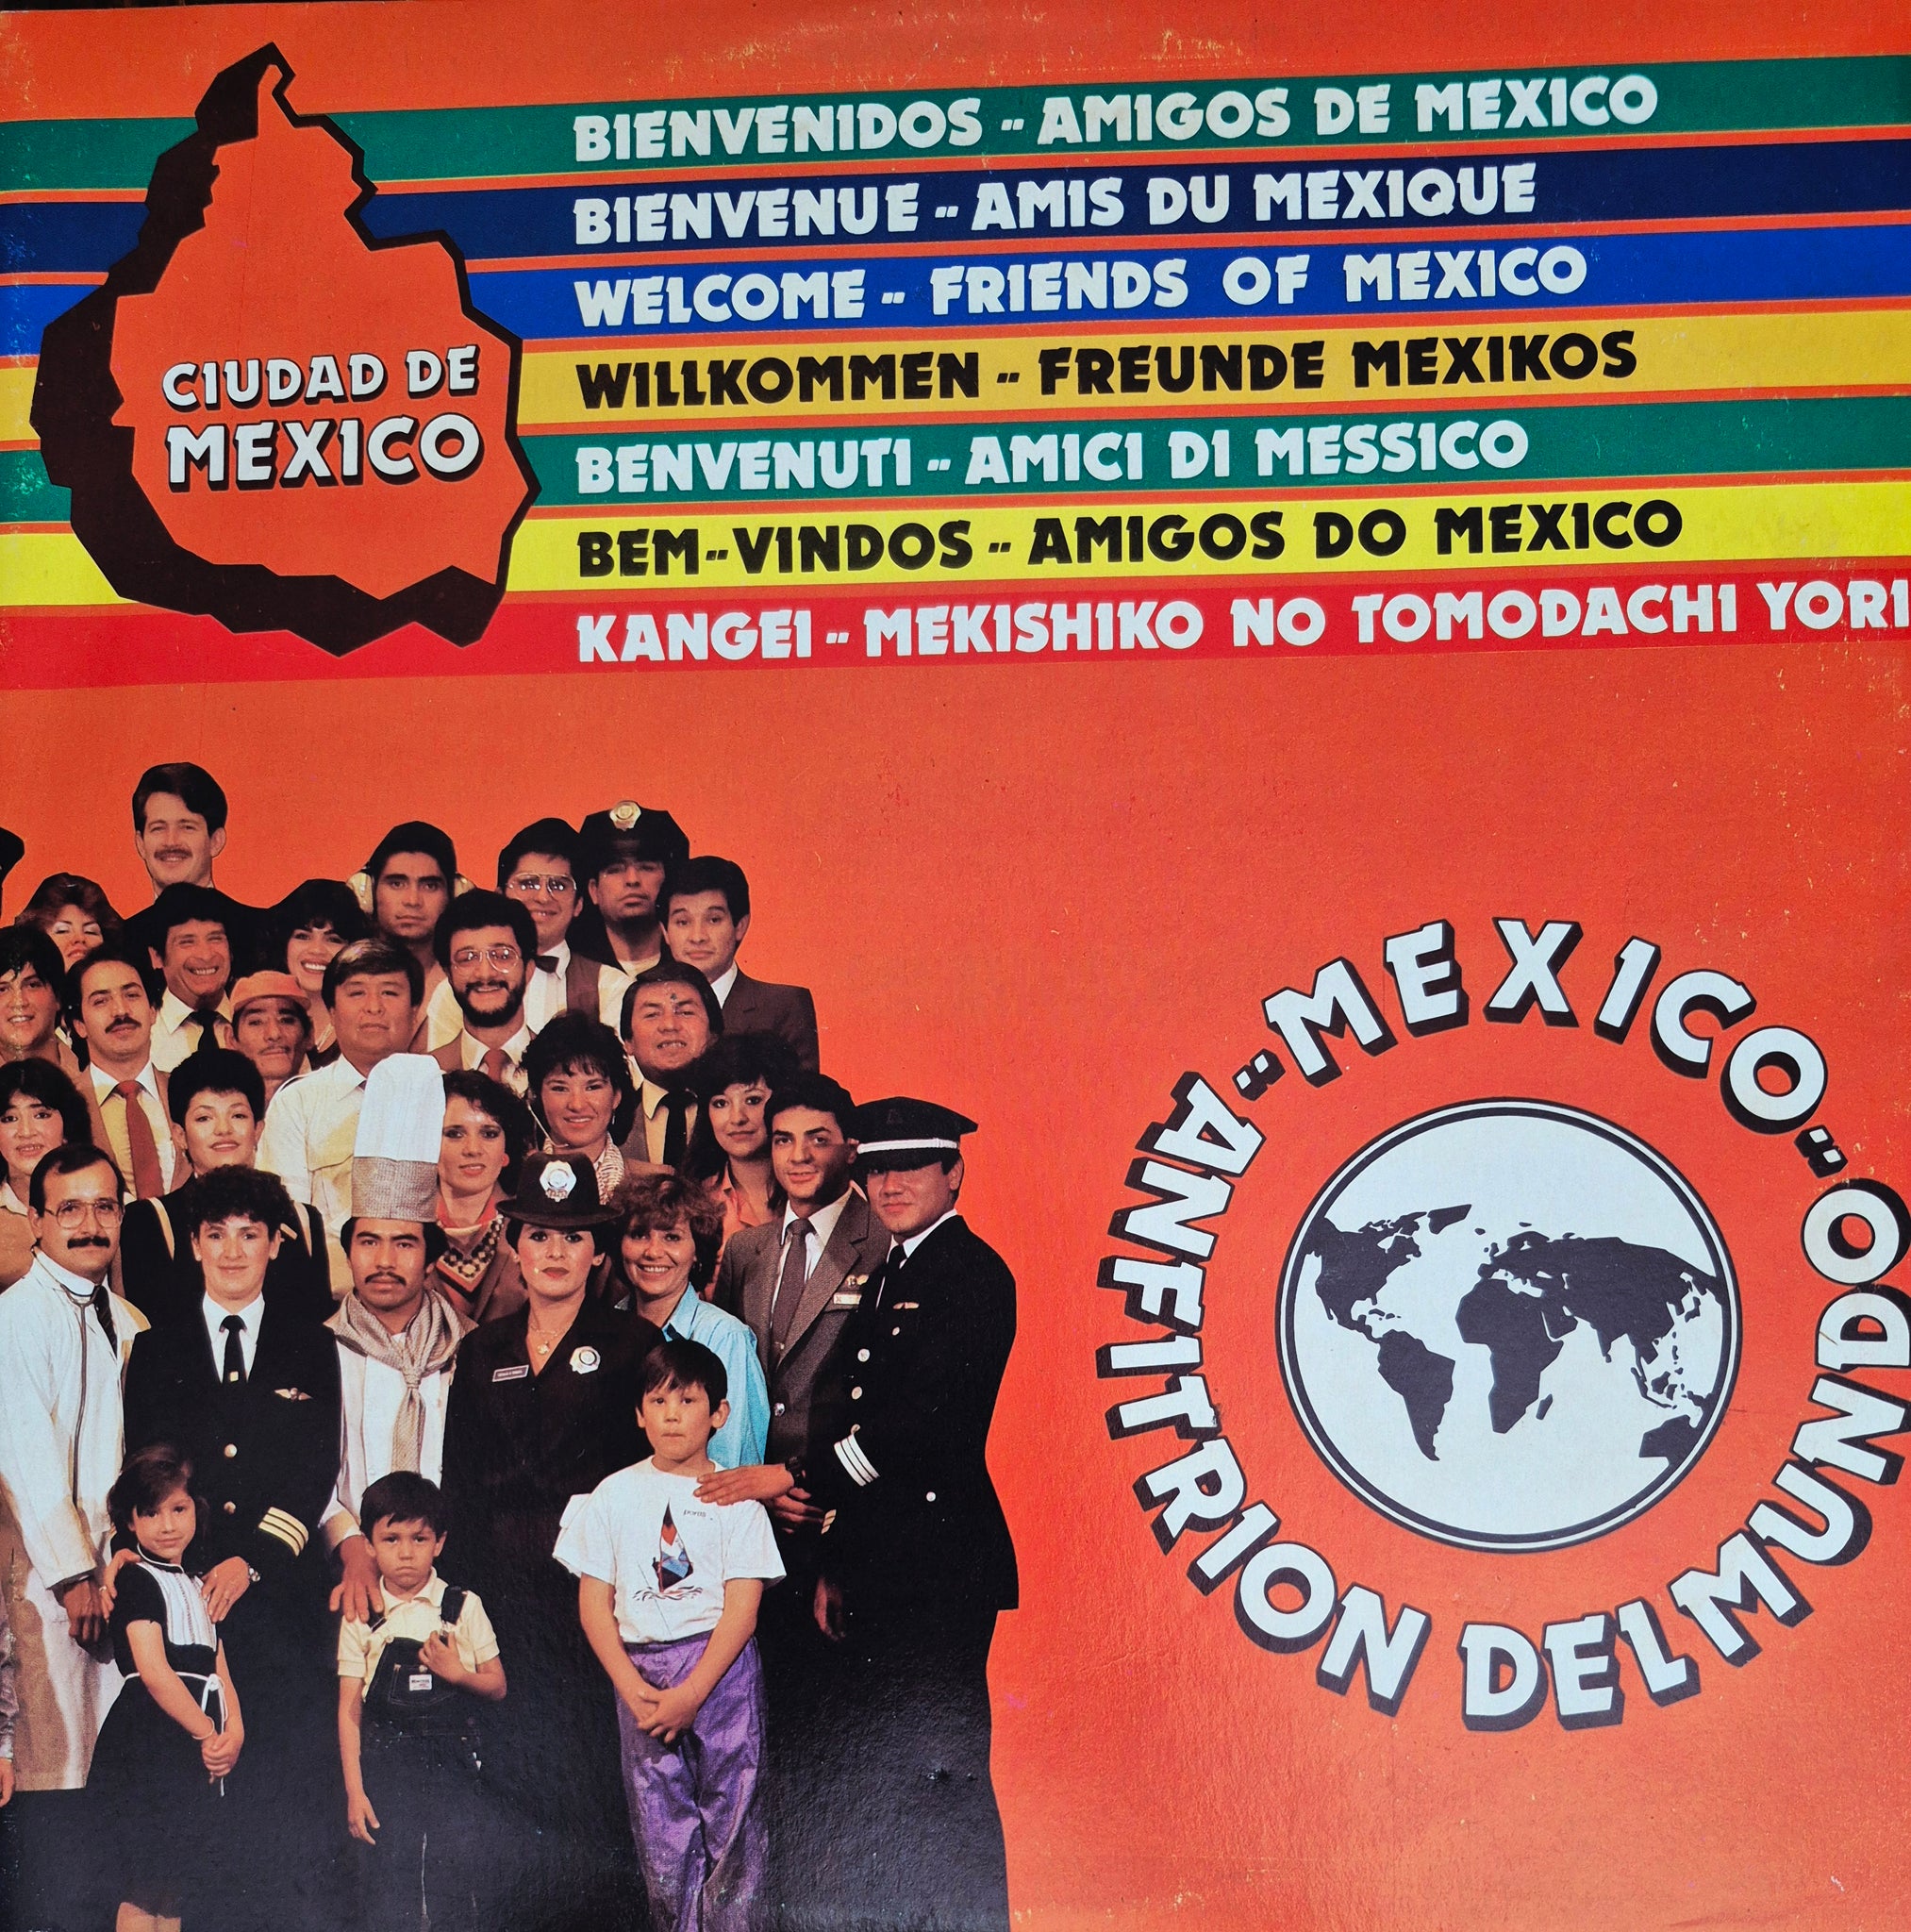 BIENVENIDOS -- AMIGOS DE MEXICO
BIENVENUE -- AMIS DU MEXIQUE
WELCOME -- FRIENDS OF MEXICO
WILLKOMMEN -- FREUNDE MEXIKOS
BENVENUTI -- AMICI DI MESSICO
BEM--VINDOS -- AMIGOS DO MEXICO
KANGEI -- MEKISHIKO NO TOMODACHI YORI
CIUDAD DE
MEXICO
--MEXICO--
ANFITRION DEL MUNDO